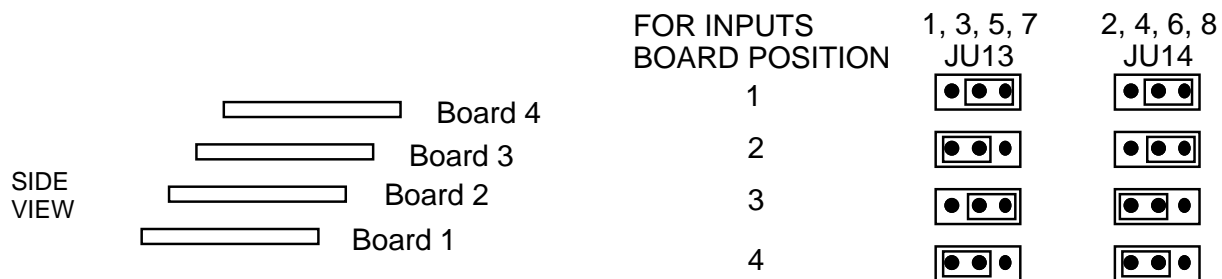 FOR INPUTS 1, 3, 5, 7 2, 4, 6, 8
BOARD POSITION JU13 JU14
1
2
3
4
Board 4
Board 3
Board 2
Board 1
SIDE
VIEW